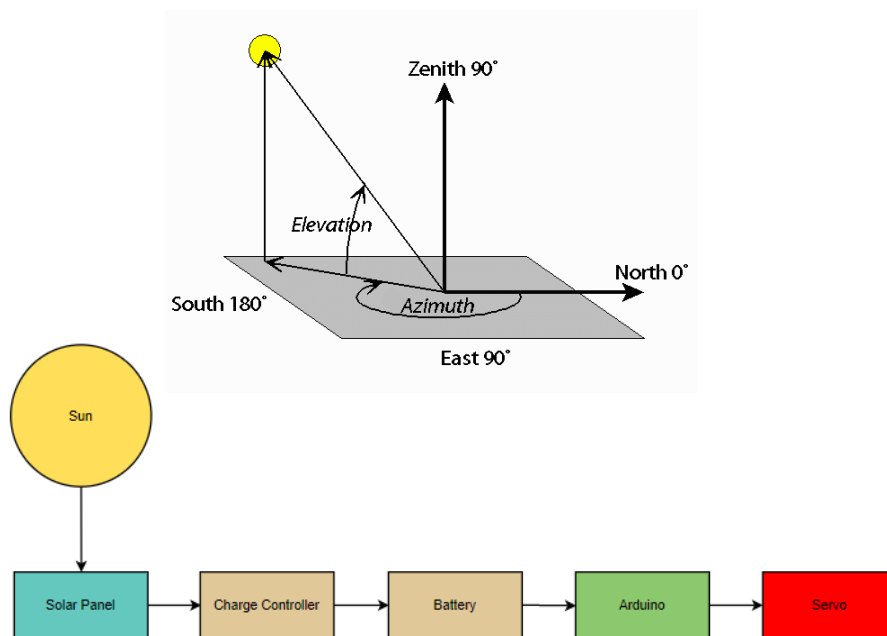 Zenith 90˚
Elevation
North 0˚
South 180˚
Azimuth
East 90˚
Sun
Solar Panel
Charge Controller
Battery
Arduino
Servo